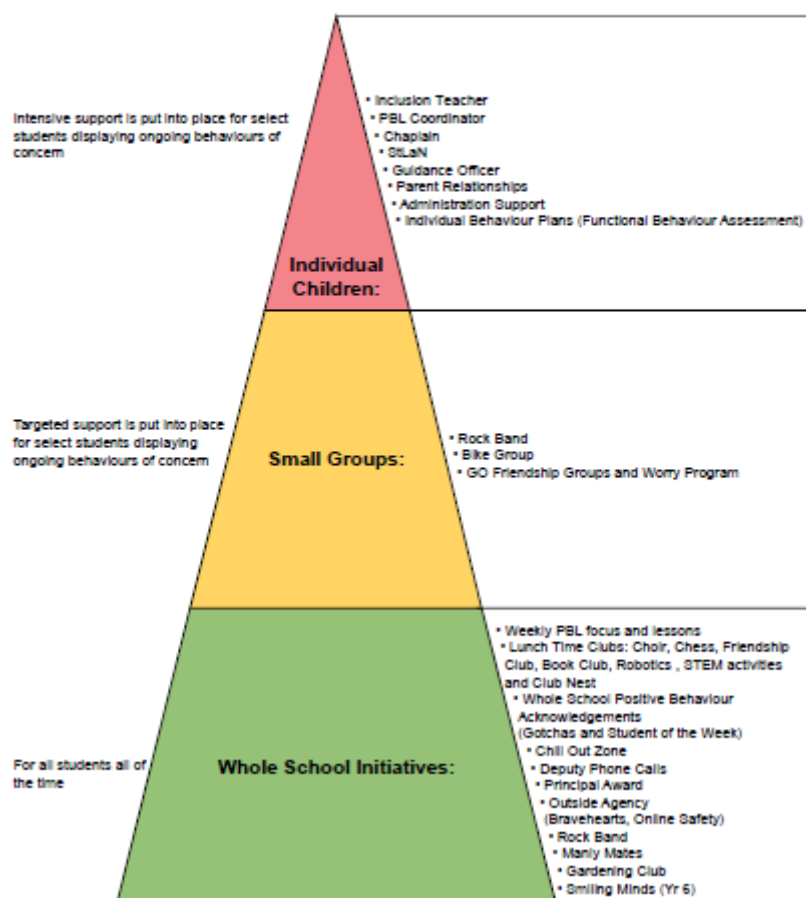 Intensive support is put into place for select
students displaying ongoing behaviours of
concern
• Inclusion Teacher
• PBL Coordinator
• Chaplain
• StLaN
• Guidance Officer
• Parent Relationships
• Administration Support
• Individual Behaviour Plans (Functional Behaviour Assessment)
Individual
Children:
Targeted support is put into place
for select students displaying
ongoing behaviours of concern
Small Groups:
• Rock Band
• Bike Group
• GO Friendship Groups and Worry Program
For all students all of
the time
Whole School Initiatives:
• Weekly PBL focus and lessons
• Lunch Time Clubs: Choir, Chess, Friendship
Club, Book Club, Robotics , STEM activities
and Club Nest
• Whole School Positive Behaviour
Acknowledgements
(Gotchas and Student of the Week)
• Chill Out Zone
• Deputy Phone Calls
• Principal Award
• Outside Agency
(Bravehearts, Online Safety)
• Rock Band
• Manly Mates
• Gardening Club
• Smiling Minds (Yr 6)